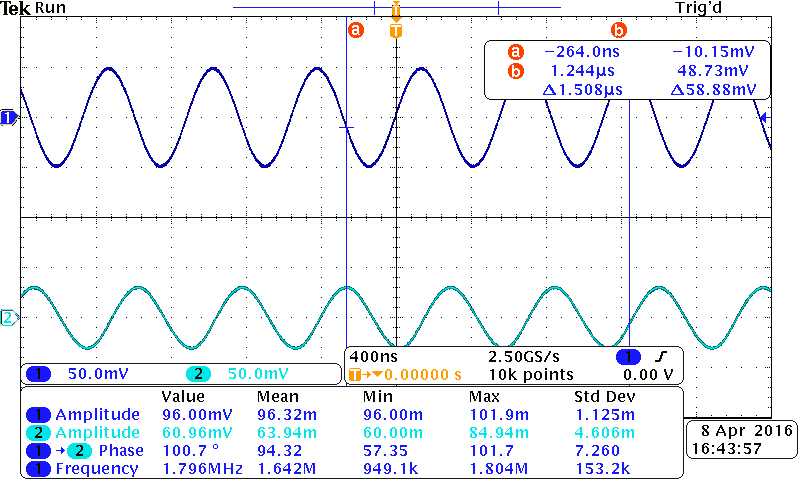 Tek Run Trig'd
T
a T b
a −264.0ns −10.15mV
b 1.244µs 48.73mV
Δ1.508µs Δ58.88mV
1
2
400ns 2.50GS/s 1
1 50.0mV 2 50.0mV T→▼0.00000 s 10k points 0.00 V
Value Mean Min Max Std Dev
1 Amplitude 96.00mV 96.32m 96.00m 101.9m 1.125m
2 Amplitude 60.96mV 63.94m 60.00m 84.94m 4.606m
1 → 2 Phase 100.7 ° 94.32 57.35 101.7 7.260
1 Frequency 1.796MHz 1.642M 949.1k 1.804M 153.2k
8 Apr 2016
16:43:57